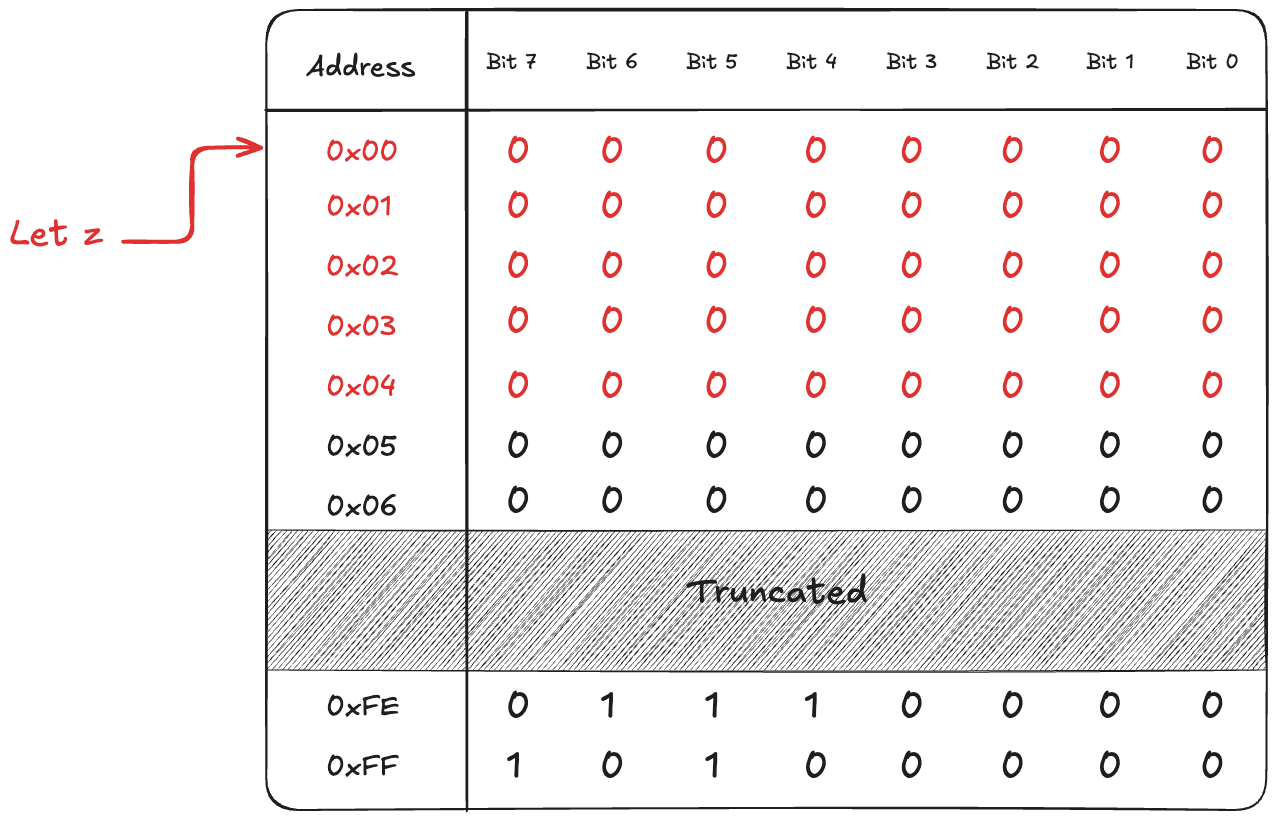 Address Bit 7 Bit 6 Bit 5 Bit 4 Bit 3 Bit 2 Bit 1 Bit 0
0x00 0 0 0 0 0 0 0 0
0x01 0 0 0 0 0 0 0 0
Let z
0x02 0 0 0 0 0 0 0 0
0x03 0 0 0 0 0 0 0 0
0x04 0 0 0 0 0 0 0 0
0x05 0 0 0 0 0 0 0 0
0x06 0 0 0 0 0 0 0 0
Truncated
0xFE 0 1 1 1 0 0 0 0
0xFF 1 0 1 0 0 0 0 0